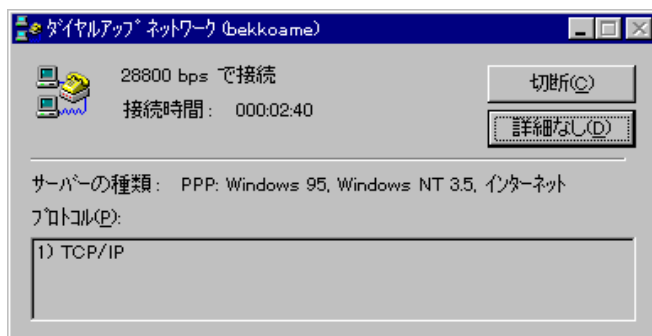 ﾀﾞｲﾔﾙｱｯﾌﾟ ﾈｯﾄﾜｰｸ (bekkoame)
28800 bps で接続
切断(C)
接続時間： 000:02:40
詳細なし(D)
サーバーの種類： PPP: Windows 95, Windows NT 3.5, ｲﾝﾀｰﾈｯﾄ
ﾌﾟﾛﾄｺﾙ(P):
1) TCP/IP